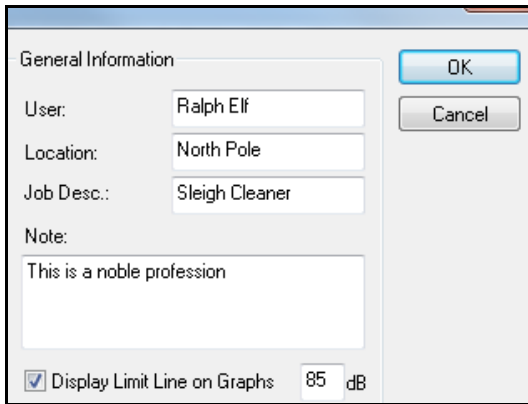 General Information
OK
User: Ralph Elf
Cancel
Location: North Pole
Job Desc.: Sleigh Cleaner
Note:
This is a noble profession
Display Limit Line on Graphs 85 dB